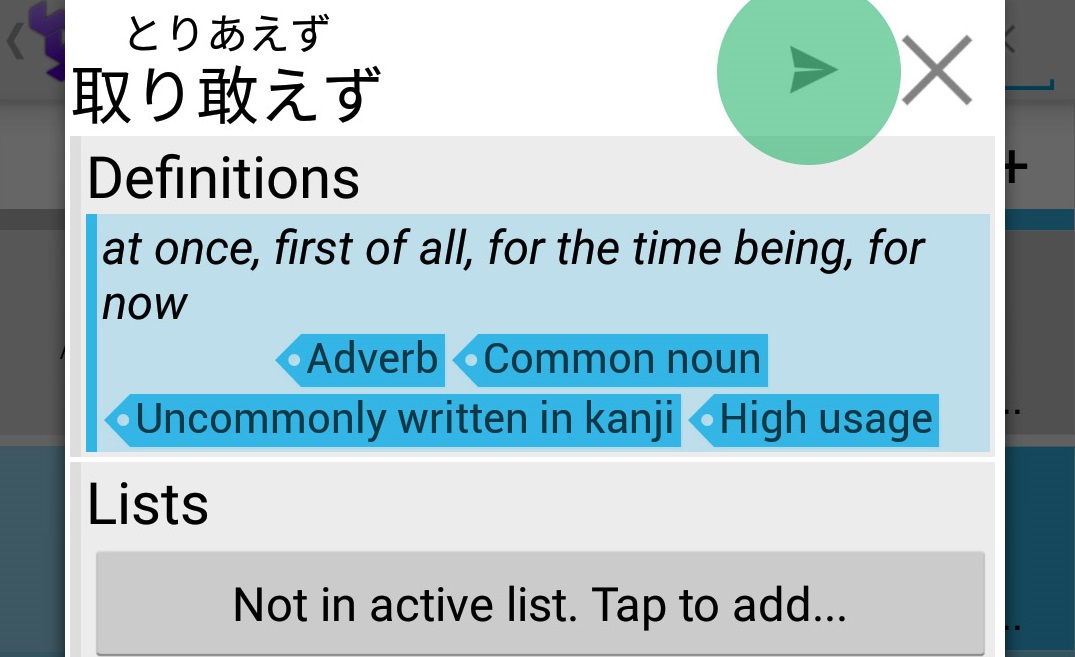 とりあえず
取り敢えず
Definitions
at once, first of all, for the time being, for
now
Adverb Common noun
Uncommonly written in kanji High usage
Lists
Not in active list. Tap to add...